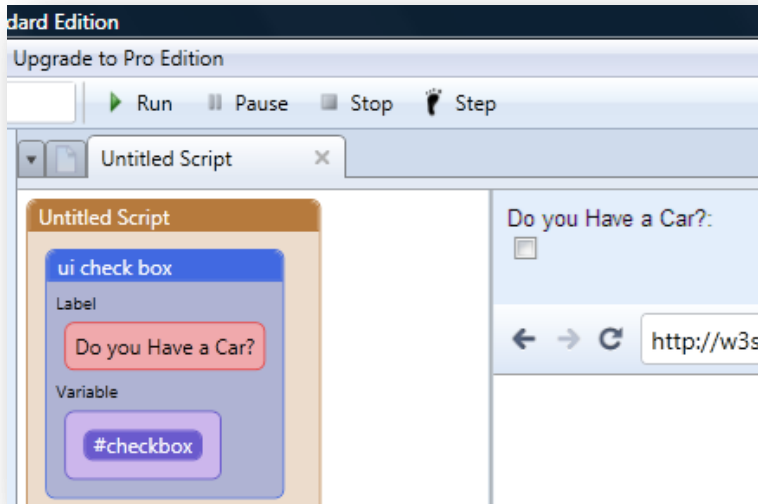 dard Edition
Upgrade to Pro Edition
Run Pause Stop Step
Untitled Script
Untitled Script
ui check box
Label
Do you Have a Car?
Variable
#checkbox
Do you Have a Car?:
http://w3s